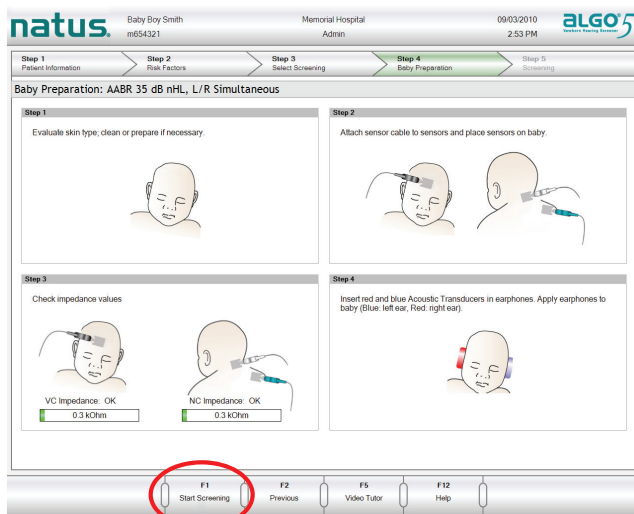 natus.
Baby Boy Smith
m654321
Memorial Hospital
Admin
09/03/2010
2:53 PM
ALGO® 5
Newborn Hearing Screener
Step 1
Patient Information
Step 2
Risk Factors
Step 3
Select Screening
Step 4
Baby Preparation
Step 5
Screening
Baby Preparation: AABR 35 dB nHL, L/R Simultaneous
Step 1
Evaluate skin type; clean or prepare if necessary.
Step 2
Attach sensor cable to sensors and place sensors on baby.
Step 3
Check impedance values
VC Impedance: OK
0.3 kOhm
NC Impedance: OK
0.3 kOhm
Step 4
Insert red and blue Acoustic Transducers in earphones. Apply earphones to
baby (Blue: left ear, Red: right ear).
F1
Start Screening
F2
Previous
F5
Video Tutor
F12
Help